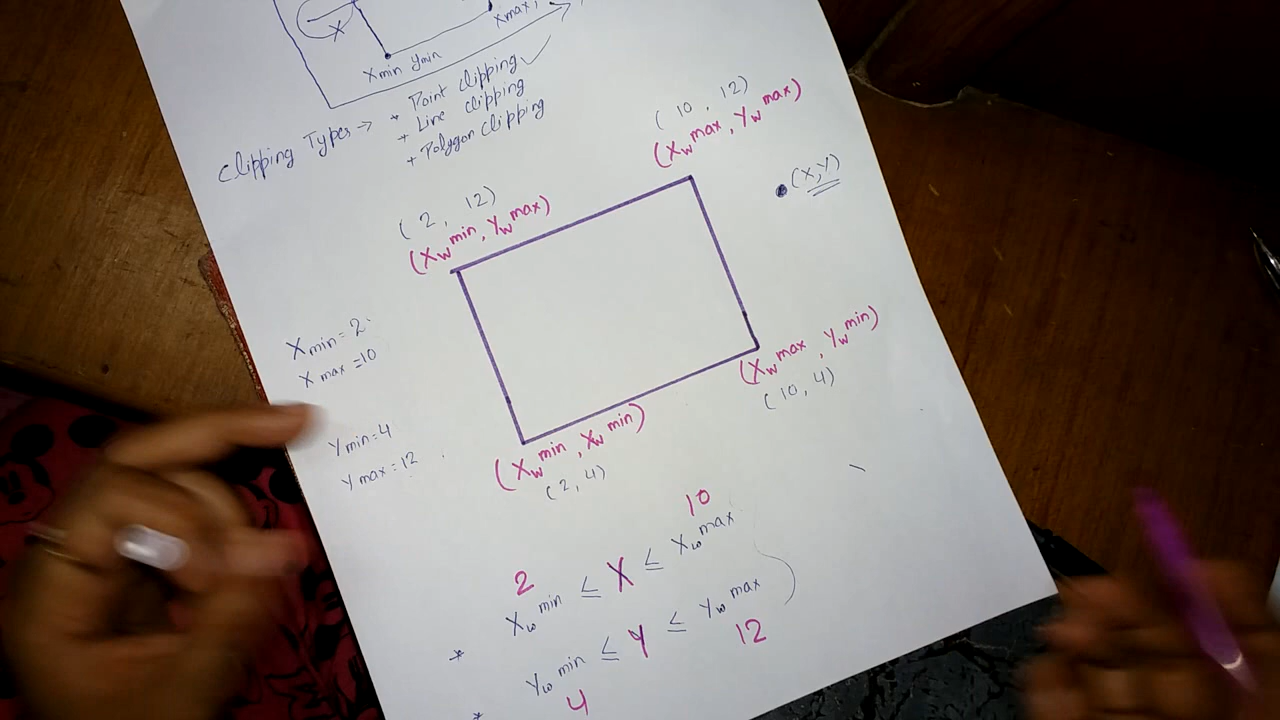 X
Xmax,
Xmin Ymin
Clipping Types → * Point clipping ✓
+ Line clipping
+ Polygon Clipping
(10, 12)
(Xw^max, Yw^max)
(X,Y)
(2, 12)
(Xw^min, Yw^max)
Xmin=2
Xmax=10
(Xw^max, Yw^min)
(10, 4)
Ymin=4
Ymax=12
(Xw^min, Xw^min)
(2, 4)
2 10
* Xw^min ≤ X ≤ Xw^max
* Yw^min ≤ Y ≤ Yw^max
4 12